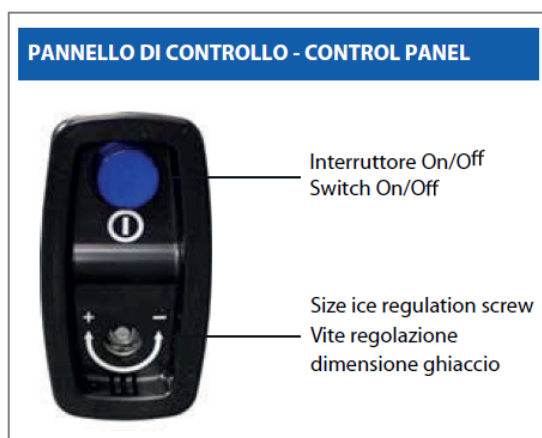 PANNELLO DI CONTROLLO - CONTROL PANEL
Interruttore On/Off
Switch On/Off
+ −
Size ice regulation screw
Vite regolazione
dimensione ghiaccio